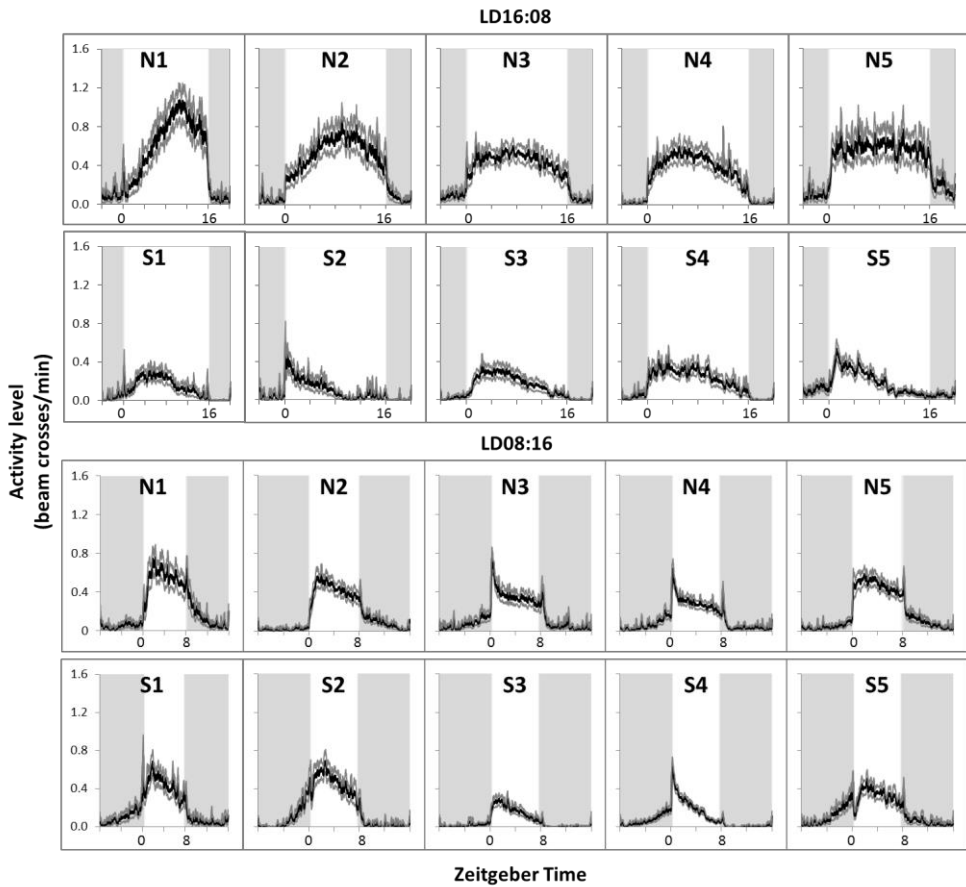 LD16:08
1.6 N1 N2 N3 N4 N5
1.2
0.8
0.4
0.0
0 16 0 16 0 16 0 16 0 16
1.6 S1 S2 S3 S4 S5
1.2
0.8
0.4
0.0
0 16 0 16 0 16 0 16 0 16
Activity level
(beam crosses/min)
LD08:16
1.6 N1 N2 N3 N4 N5
1.2
0.8
0.4
0
0 8 0 8 0 8 0 8 0 8
1.6 S1 S2 S3 S4 S5
1.2
0.8
0.4
0.0
0 8 0 8 0 8 0 8 0 8
Zeitgeber Time